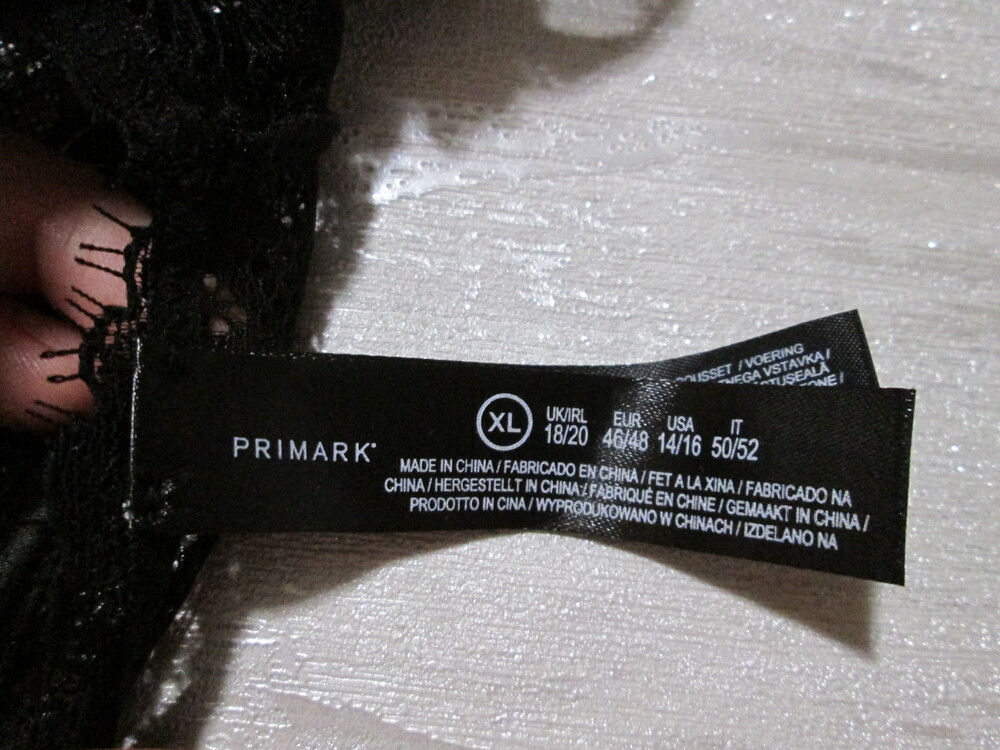 PRIMARK®
XL
UK/IRL EUR USA IT
18/20 46/48 14/16 50/52
MADE IN CHINA / FABRICADO EN CHINA / FET A LA XINA / FABRICADO NA
CHINA / HERGESTELLT IN CHINA / FABRIQUÉ EN CHINE / GEMAAKT IN CHINA /
PRODOTTO IN CINA / WYPRODUKOWANO W CHINACH / IZDELANO NA
/ VOERING
VSTAVKA /